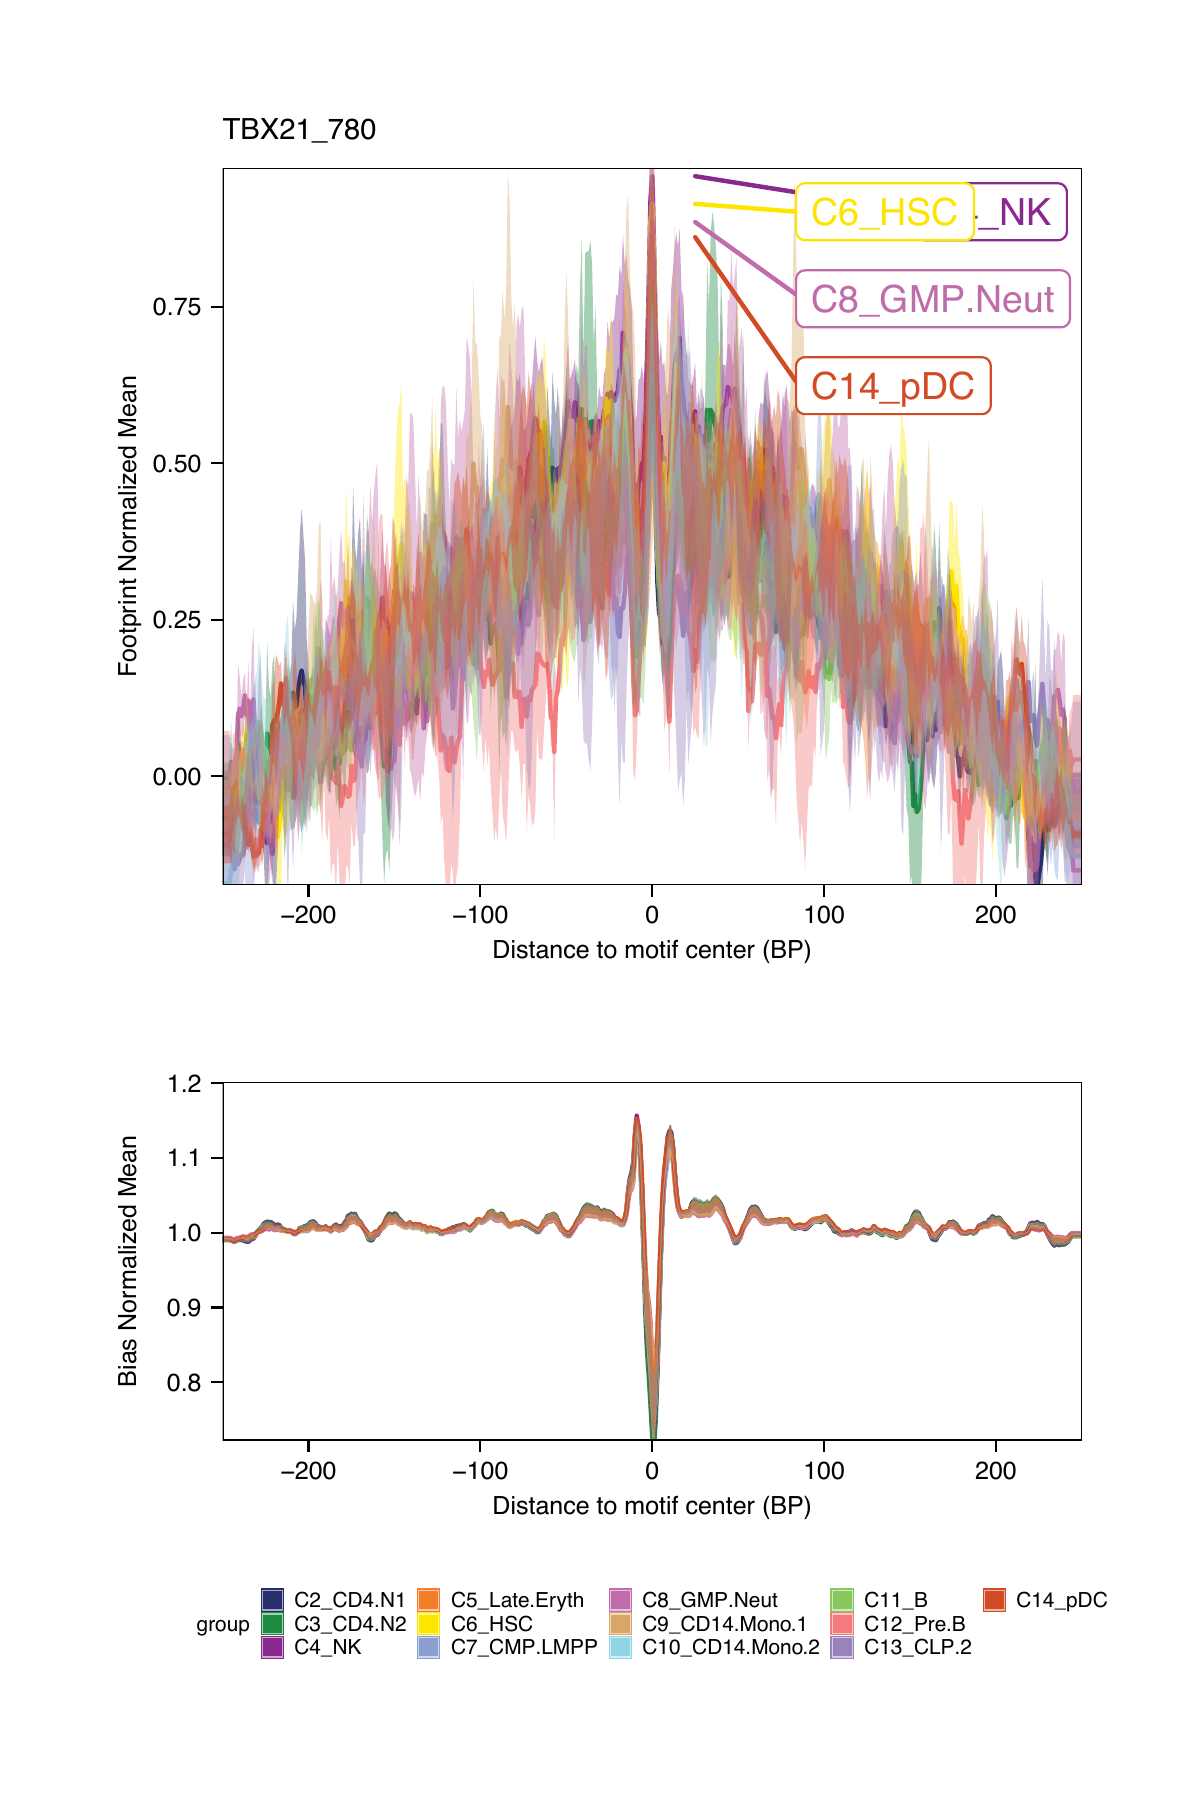 TBX21_780
C6_HSC
_NK
C8_GMP.Neut
C14_pDC
Footprint Normalized Mean
0.75
0.50
0.25
0.00
−200 −100 0 100 200
Distance to motif center (BP)
Bias Normalized Mean
1.2
1.1
1.0
0.9
0.8
−200 −100 0 100 200
Distance to motif center (BP)
group
C2_CD4.N1 C5_Late.Eryth C8_GMP.Neut C11_B C14_pDC
C3_CD4.N2 C6_HSC C9_CD14.Mono.1 C12_Pre.B
C4_NK C7_CMP.LMPP C10_CD14.Mono.2 C13_CLP.2